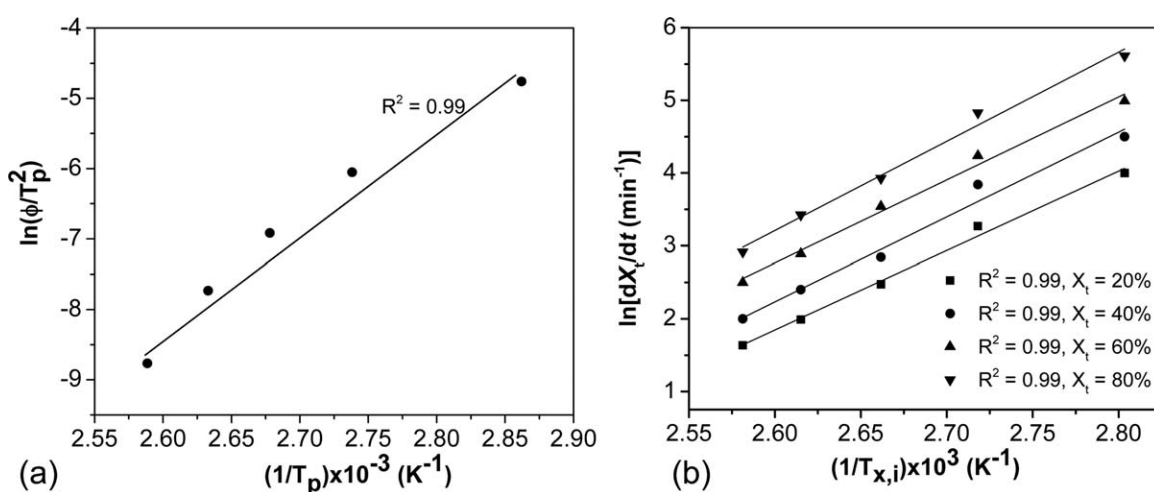 -4
-5
-6
-7
-8
-9
ln(ϕ/T²ₚ)
R² = 0.99
2.55 2.60 2.65 2.70 2.75 2.80 2.85 2.90
(1/Tₚ)x10⁻³ (K⁻¹)
(a)
6
5
4
3
2
1
ln[dXₜ/dt (min⁻¹)]
R² = 0.99, Xₜ = 20%
R² = 0.99, Xₜ = 40%
R² = 0.99, Xₜ = 60%
R² = 0.99, Xₜ = 80%
2.55 2.60 2.65 2.70 2.75 2.80
(1/Tx,i)x10³ (K⁻¹)
(b)